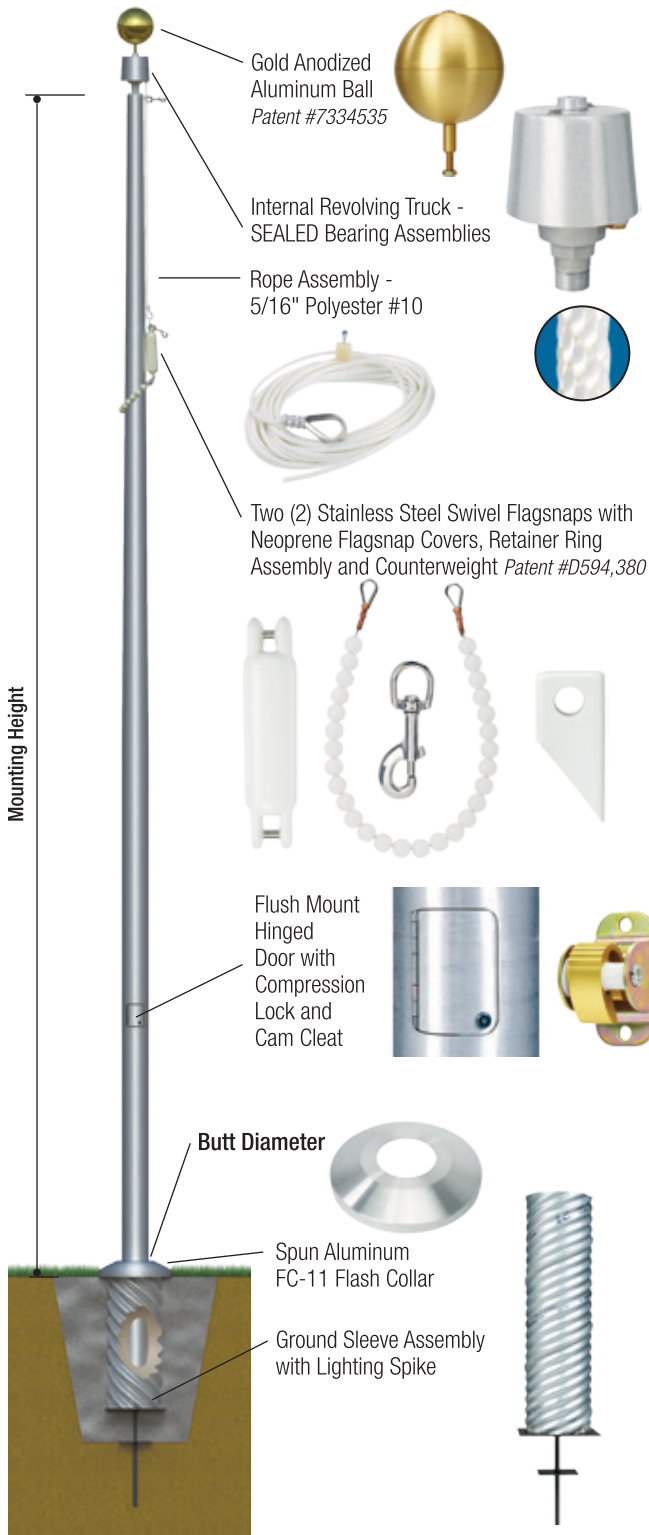 Gold Anodized
Aluminum Ball
Patent #7334535
Internal Revolving Truck -
SEALED Bearing Assemblies
Rope Assembly -
5/16" Polyester #10
Two (2) Stainless Steel Swivel Flagsnaps with
Neoprene Flagsnap Covers, Retainer Ring
Assembly and Counterweight Patent #D594,380
Mounting Height
Flush Mount
Hinged
Door with
Compression
Lock and
Cam Cleat
Butt Diameter
Spun Aluminum
FC-11 Flash Collar
Ground Sleeve Assembly
with Lighting Spike